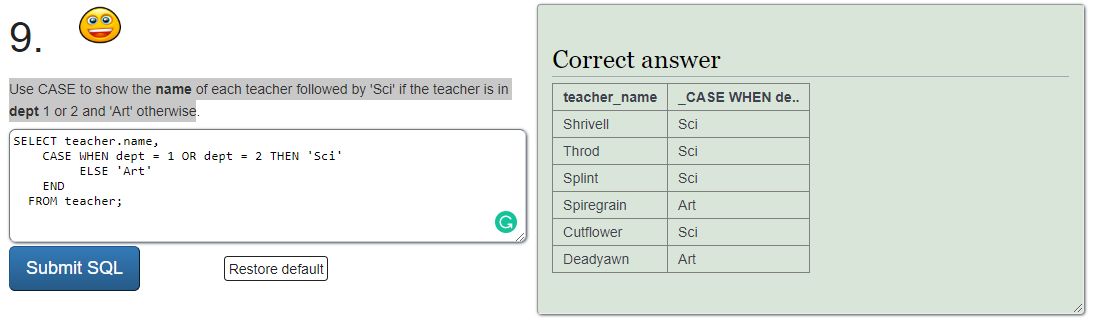 9.
Use CASE to show the name of each teacher followed by 'Sci' if the teacher is in
dept 1 or 2 and 'Art' otherwise.
SELECT teacher.name,
CASE WHEN dept = 1 OR dept = 2 THEN 'Sci'
ELSE 'Art'
END
FROM teacher;
Submit SQL
Restore default
Correct answer
teacher_name _CASE WHEN de..
Shrivell Sci
Throd Sci
Splint Sci
Spiregrain Art
Cutflower Sci
Deadyawn Art